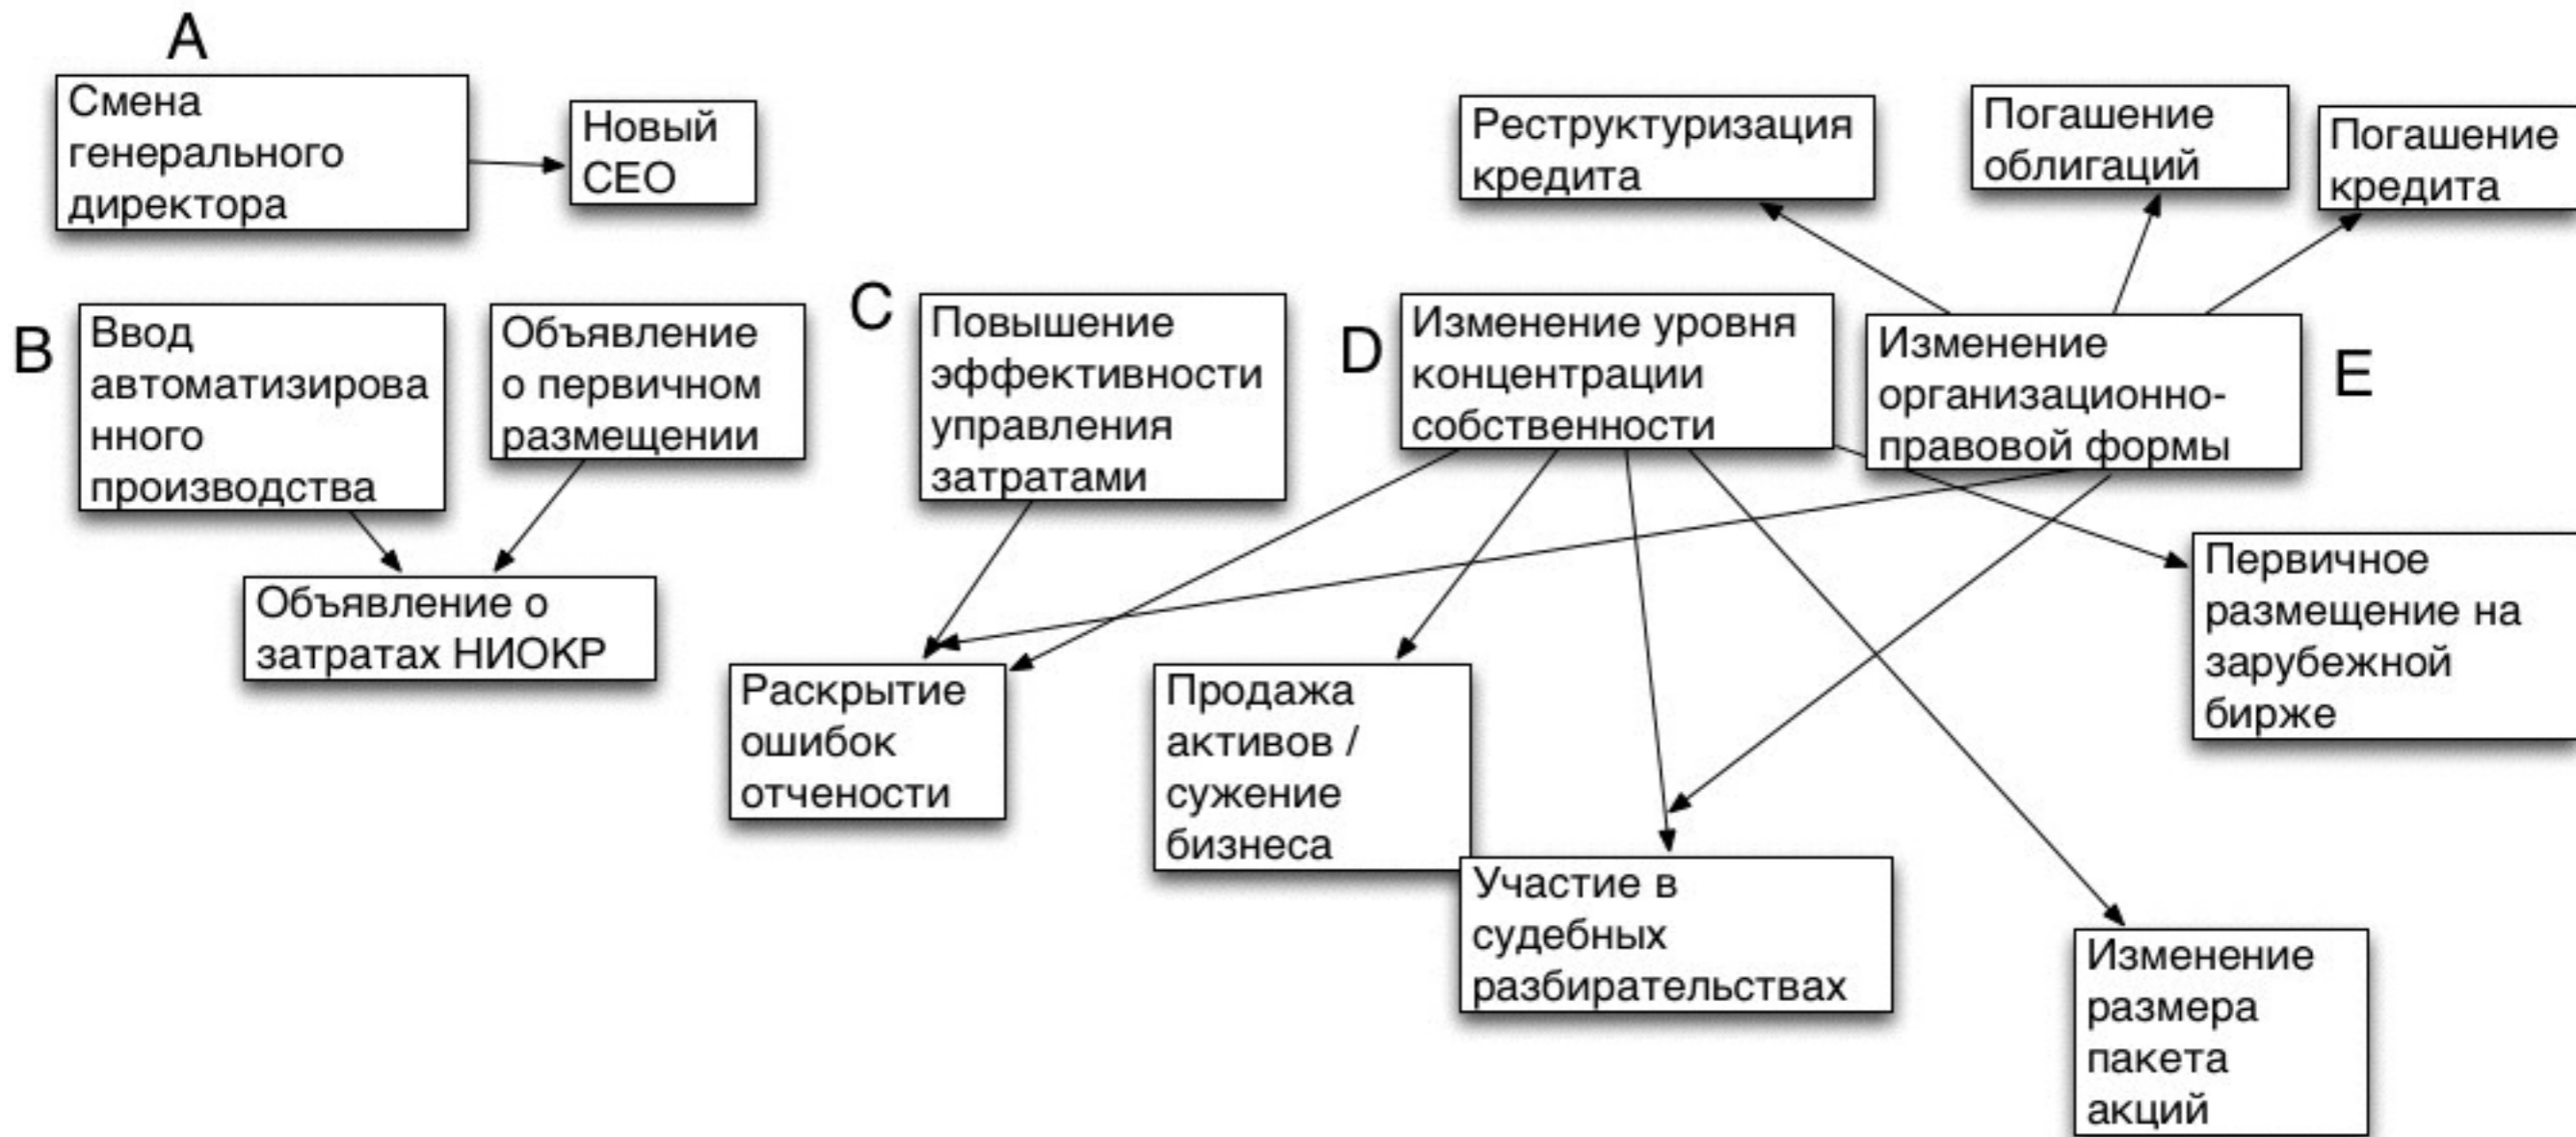 A
Смена
генерального
директора
Новый
CEO
Реструктуризация
кредита
Погашение
облигаций
Погашение
кредита
B
Ввод
автоматизирова
нного
производства
Объявление
о первичном
размещении
Объявление о
затратах НИОКР
C
Повышение
эффективности
управления
затратами
D
Изменение уровня
концентрации
собственности
Изменение
организационно-
правовой формы
E
Раскрытие
ошибок
отчености
Продажа
активов /
сужение
бизнеса
Участие в
судебных
разбирательствах
Первичное
размещение на
зарубежной
бирже
Изменение
размера
пакета
акций